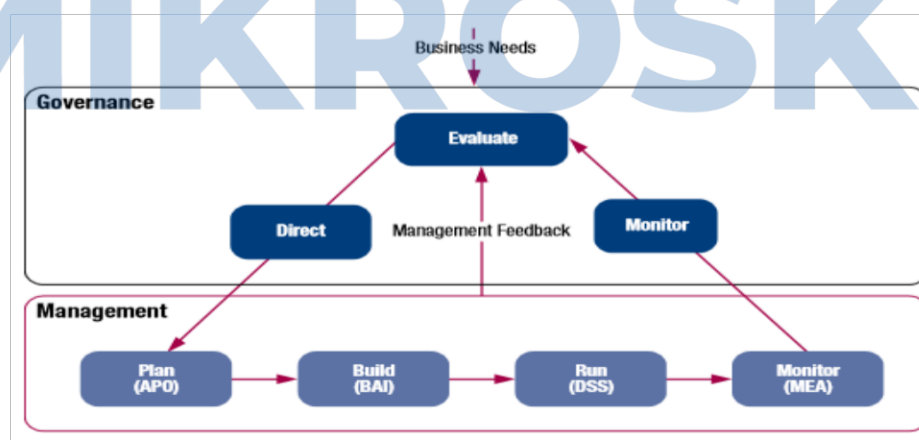 MIKROSK
Business Needs
Governance
Evaluate
Direct
Management Feedback
Monitor
Management
Plan
(APO)
Build
(BAI)
Run
(DSS)
Monitor
(MEA)